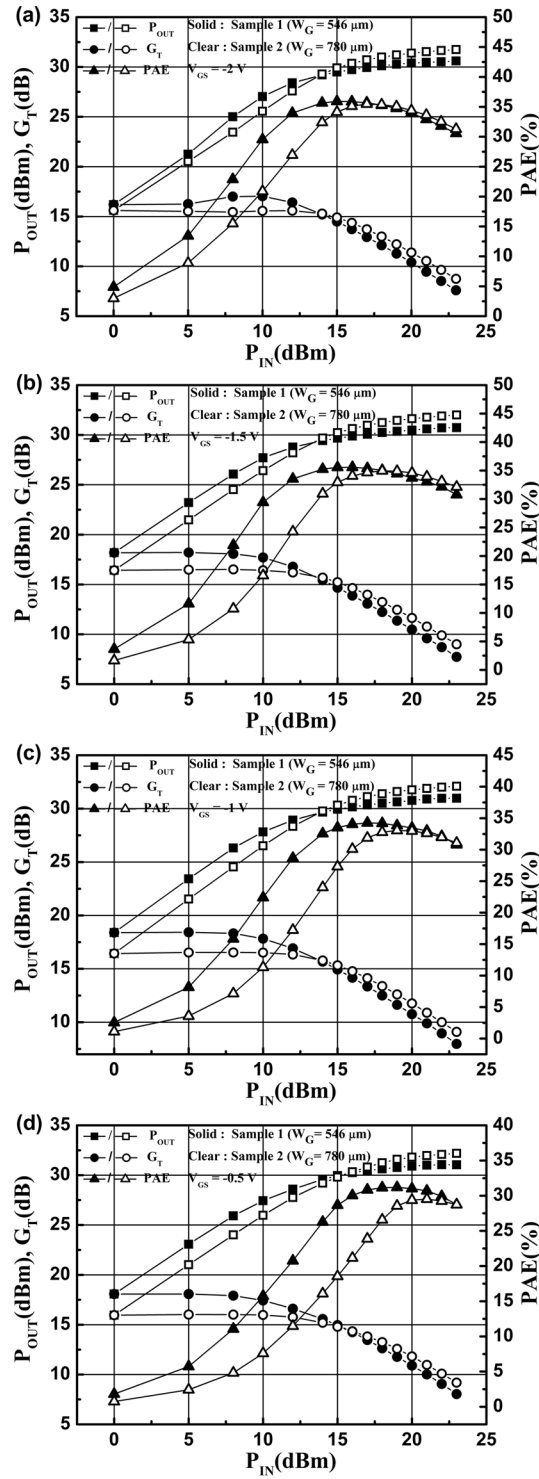 (a)
P_OUT Solid : Sample 1 (W_G = 546 μm)
G_T Clear : Sample 2 (W_G = 780 μm)
PAE V_GS = -2 V
35
30
25
20
15
10
5
50
45
40
35
30
25
20
15
10
5
0
P_OUT(dBm), G_T(dB)
PAE(%)
0 5 10 15 20 25
P_IN(dBm)
(b)
P_OUT Solid : Sample 1 (W_G = 546 μm)
G_T Clear : Sample 2 (W_G = 780 μm)
PAE V_GS = -1.5 V
35
30
25
20
15
10
5
50
45
40
35
30
25
20
15
10
5
0
P_OUT(dBm), G_T(dB)
PAE(%)
0 5 10 15 20 25
P_IN(dBm)
(c)
P_OUT Solid : Sample 1 (W_G = 546 μm)
G_T Clear : Sample 2 (W_G = 780 μm)
PAE V_GS = -1 V
35
30
25
20
15
10
45
40
35
30
25
20
15
10
5
0
P_OUT(dBm), G_T(dB)
PAE(%)
0 5 10 15 20 25
P_IN(dBm)
(d)
P_OUT Solid : Sample 1 (W_G = 546 μm)
G_T Clear : Sample 2 (W_G = 780 μm)
PAE V_GS = -0.5 V
35
30
25
20
15
10
5
40
35
30
25
20
15
10
5
0
P_OUT(dBm), G_T(dB)
PAE(%)
0 5 10 15 20 25
P_IN(dBm)